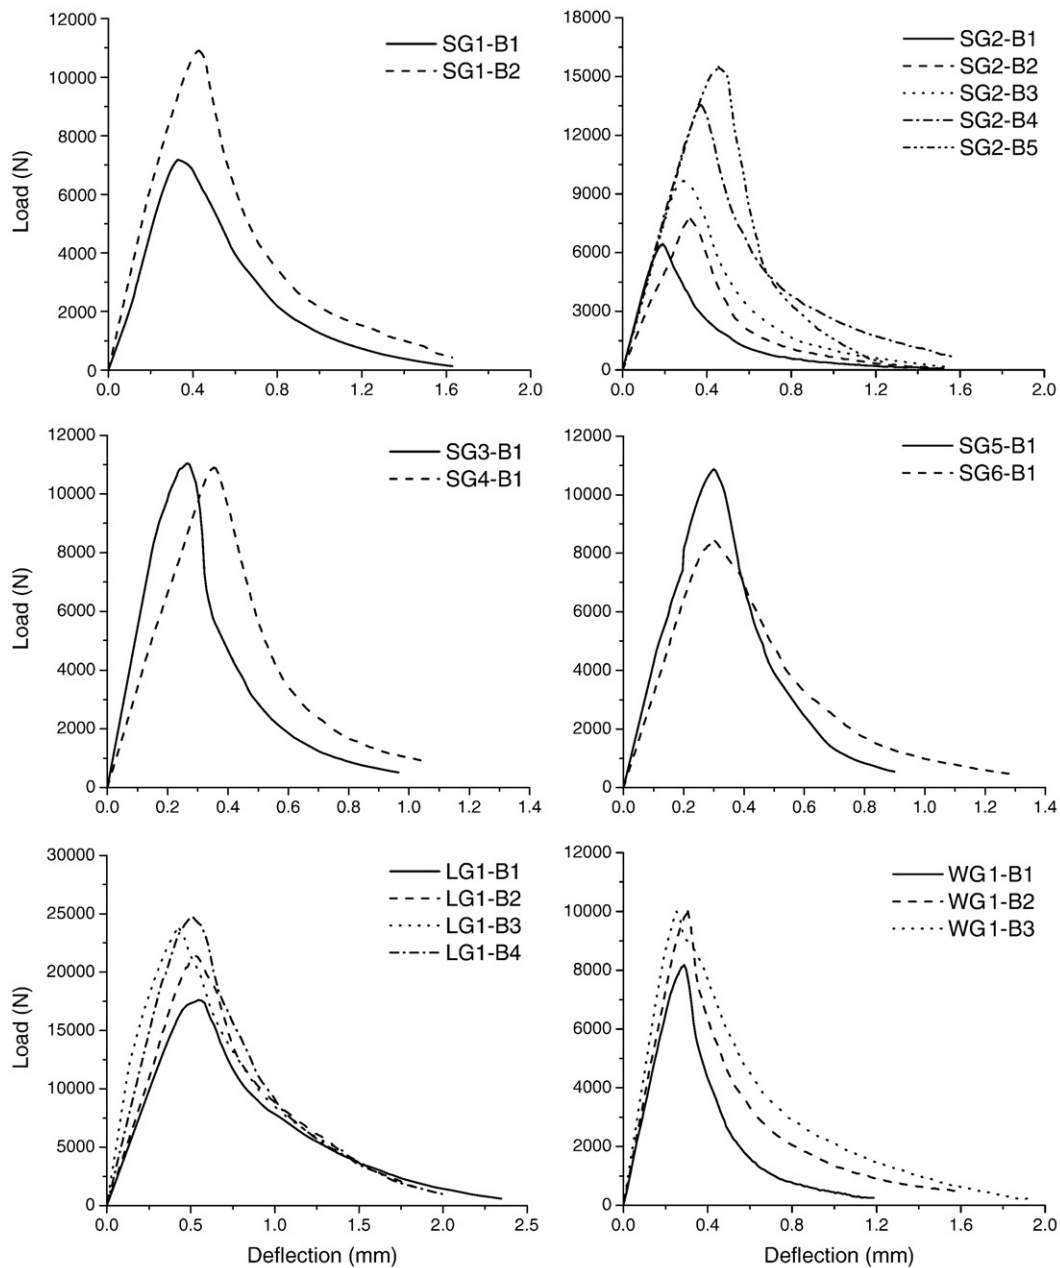 12000
10000
8000
6000
4000
2000
0
Load (N)
SG1-B1
SG1-B2
0.0 0.4 0.8 1.2 1.6 2.0
18000
15000
12000
9000
6000
3000
0
SG2-B1
SG2-B2
SG2-B3
SG2-B4
SG2-B5
0.0 0.4 0.8 1.2 1.6 2.0
12000
10000
8000
6000
4000
2000
0
Load (N)
SG3-B1
SG4-B1
0.0 0.2 0.4 0.6 0.8 1.0 1.2 1.4
12000
10000
8000
6000
4000
2000
0
SG5-B1
SG6-B1
0.0 0.2 0.4 0.6 0.8 1.0 1.2 1.4
30000
25000
20000
15000
10000
5000
0
Load (N)
LG1-B1
LG1-B2
LG1-B3
LG1-B4
0.0 0.5 1.0 1.5 2.0 2.5
Deflection (mm)
12000
10000
8000
6000
4000
2000
0
WG1-B1
WG1-B2
WG1-B3
0.0 0.4 0.8 1.2 1.6 2.0
Deflection (mm)